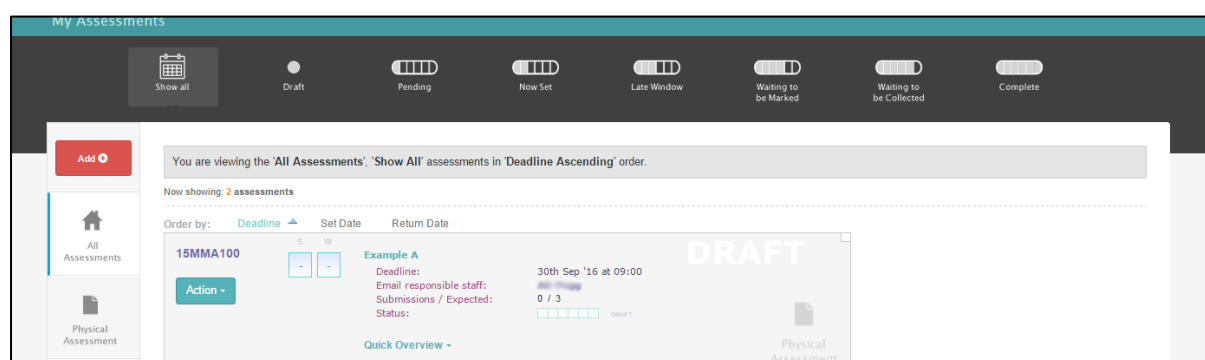 My Assessments
Show all
Draft
Pending
Now Set
Late Window
Waiting to
be Marked
Waiting to
be Collected
Complete
Add
You are viewing the 'All Assessments', 'Show All' assessments in 'Deadline Ascending' order.
Now showing: 2 assessments
All
Assessments
Order by: Deadline Set Date Return Date
15MMA100
S W
- -
Example A
DRAFT
Deadline: 30th Sep '16 at 09:00
Action
Email responsible staff:
Submissions / Expected: 0 / 3
Status: DRAFT
Physical
Assessment
Quick Overview
Physical
Assessment